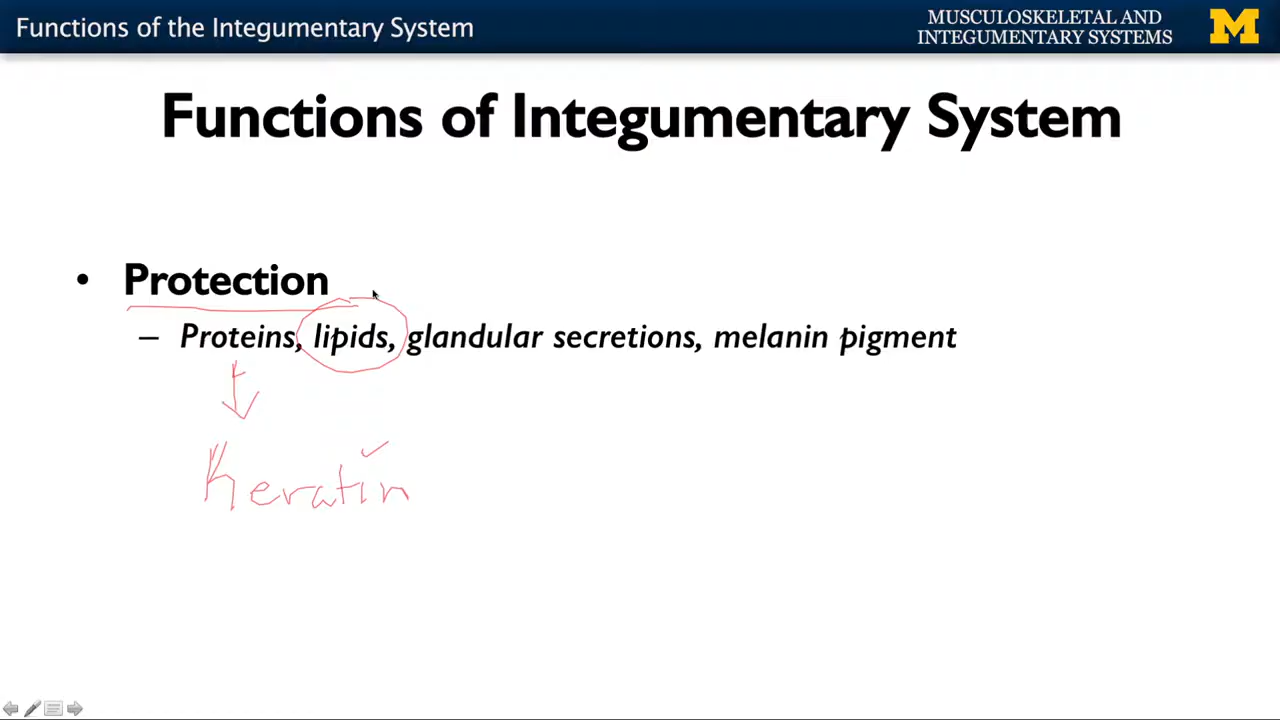 Functions of the Integumentary System
MUSCULOSKELETAL AND
INTEGUMENTARY SYSTEMS
M
Functions of Integumentary System
• Protection
– Proteins, lipids, glandular secretions, melanin pigment
Keratin